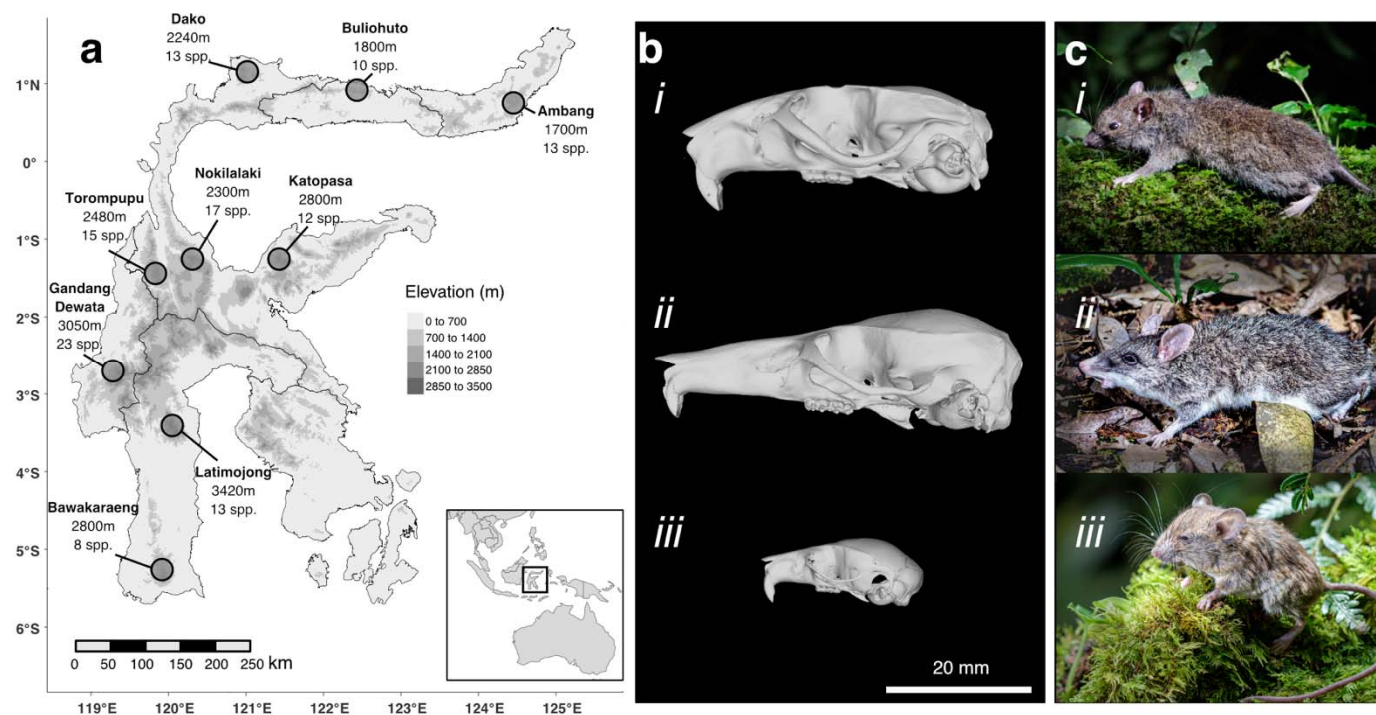 a
Dako
2240m
13 spp.
Buliohuto
1800m
10 spp.
Ambang
1700m
13 spp.
Nokilalaki
2300m
17 spp.
Katopasa
2800m
12 spp.
Torompupu
2480m
15 spp.
Gandang
Dewata
3050m
23 spp.
Latimojong
3420m
13 spp.
Bawakaraeng
2800m
8 spp.
Elevation (m)
0 to 700
700 to 1400
1400 to 2100
2100 to 2850
2850 to 3500
1°N
0°
1°S
2°S
3°S
4°S
5°S
6°S
0 50 100 150 200 250 km
119°E 120°E 122°E 123°E 124°E 125°E
b
i
ii
iii
20 mm
c
i
ii
iii